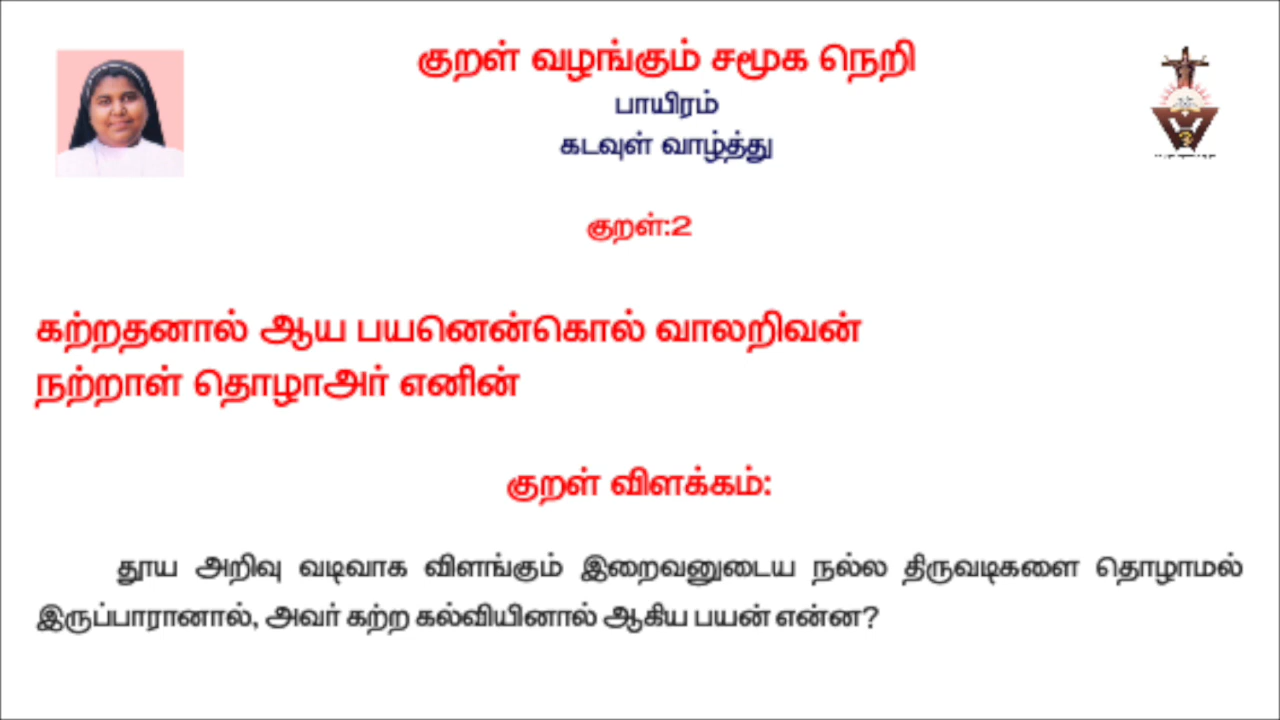 குறள் வழங்கும் சமூக நெறி
பாயிரம்
கடவுள் வாழ்த்து
குறள்:2
கற்றதனால் ஆய பயனென்கொல் வாலறிவன்
நற்றாள் தொழாஅர் எனின்
குறள் விளக்கம்:
தூய அறிவு வடிவாக விளங்கும் இறைவனுடைய நல்ல திருவடிகளை தொழாமல்
இருப்பாரானால், அவர் கற்ற கல்வியினால் ஆகிய பயன் என்ன?